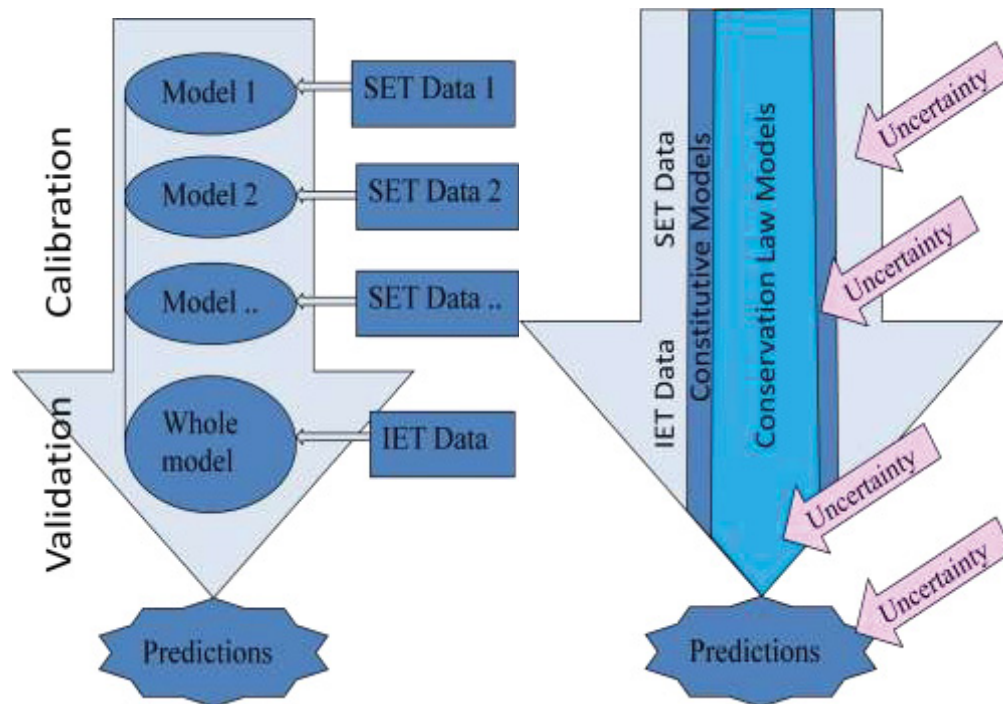 Calibration
Validation
Model 1
SET Data 1
Model 2
SET Data 2
Model ..
SET Data ..
Whole
model
IET Data
Predictions
SET Data
IET Data
Constitutive Models
Conservation Law Models
Uncertainty
Uncertainty
Uncertainty
Uncertainty
Predictions